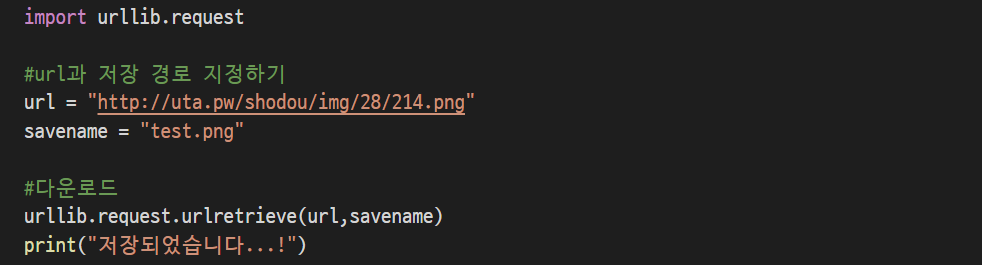 import urllib.request
#url과 저장 경로 지정하기
url = "http://uta.pw/shodou/img/28/214.png"
savename = "test.png"
#다운로드
urllib.request.urlretrieve(url,savename)
print("저장되었습니다...!")